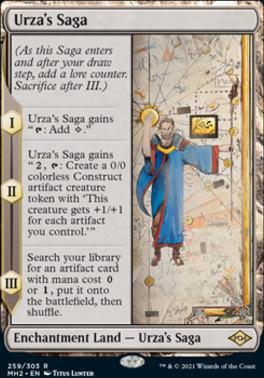 Urza's Saga
(As this Saga enters
and after your draw
step, add a lore counter.
Sacrifice after III.)
I
Urza's Saga gains
"T: Add C."
II
Urza's Saga gains
"2, T: Create a 0/0
colorless Construct
artifact creature
token with 'This
creature gets +1/+1
for each artifact
you control.'"
III
Search your library
for an artifact card
with mana cost 0
or 1, put it onto
the battlefield, then
shuffle.
Enchantment Land — Urza's Saga
259/303 R
MH2 • EN TITUS LUNTER
™ & © 2021 Wizards of the Coast